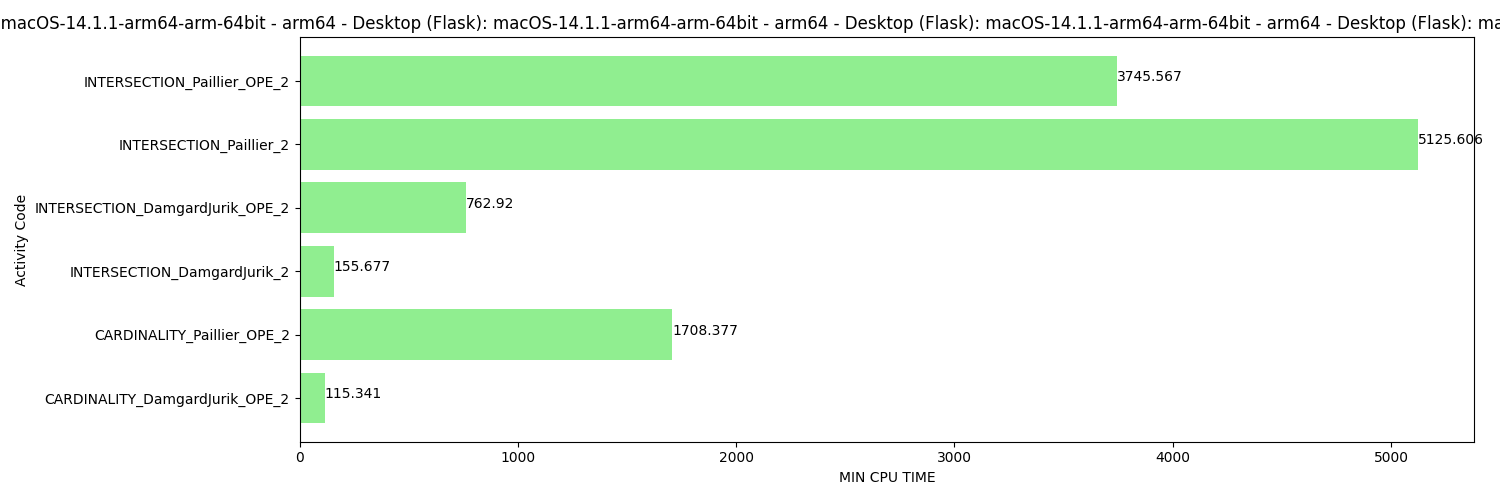 macOS-14.1.1-arm64-arm-64bit - arm64 - Desktop (Flask): macOS-14.1.1-arm64-arm-64bit - arm64 - Desktop (Flask): macOS-14.1.1-arm64-arm-64bit - arm64 - Desktop (Flask): ma
INTERSECTION_Paillier_OPE_2
3745.567
INTERSECTION_Paillier_2
5125.606
INTERSECTION_DamgardJurik_OPE_2
762.92
INTERSECTION_DamgardJurik_2
155.677
CARDINALITY_Paillier_OPE_2
1708.377
CARDINALITY_DamgardJurik_OPE_2
115.341
Activity Code
0 1000 2000 3000 4000 5000
MIN CPU TIME